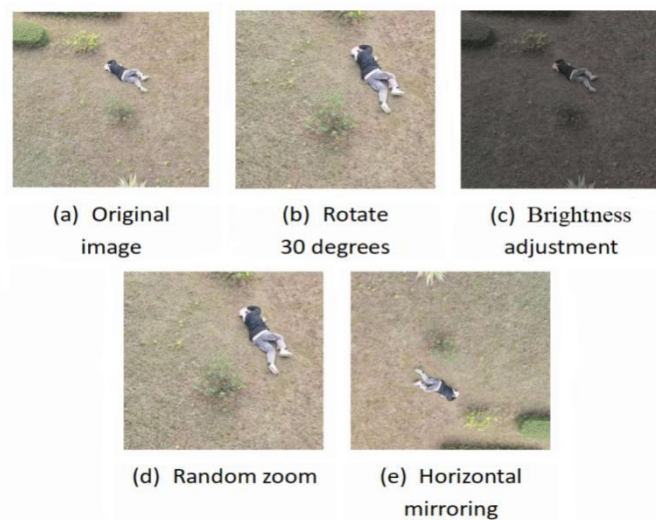 (a) Original
image
(b) Rotate
30 degrees
(c) Brightness
adjustment
(d) Random zoom
(e) Horizontal
mirroring